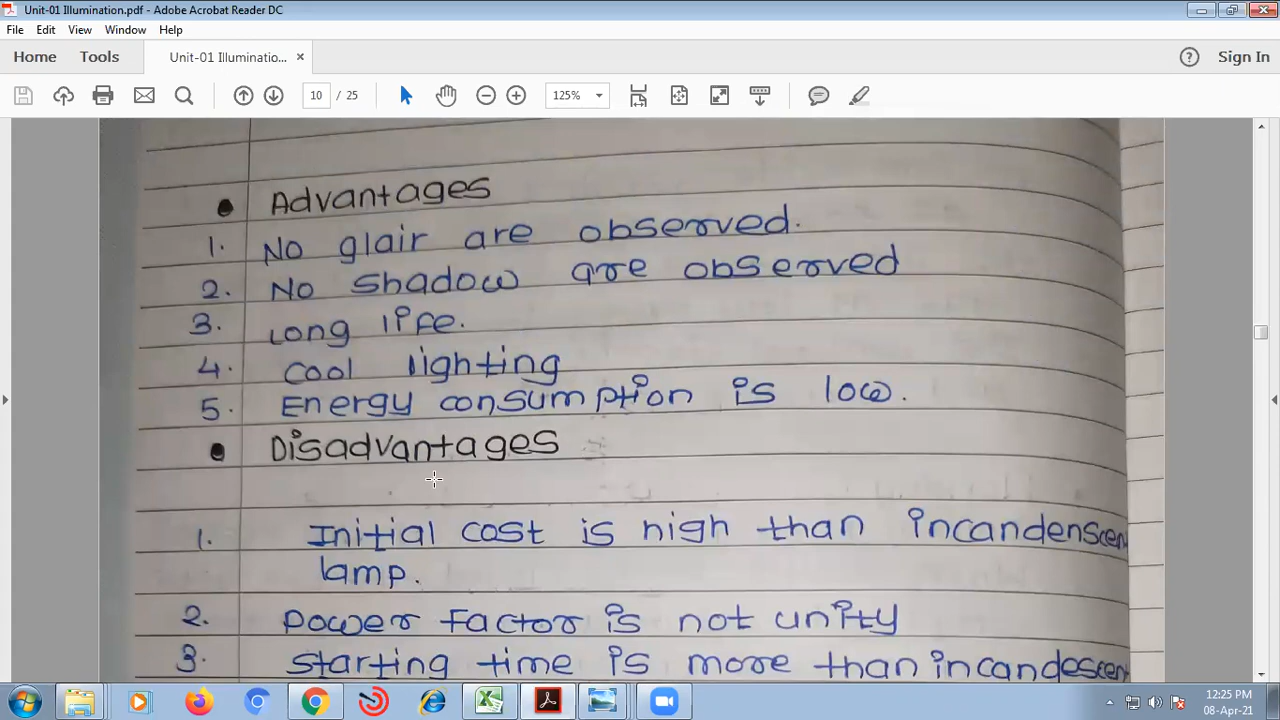 Unit-01 Illumination.pdf - Adobe Acrobat Reader DC
File Edit View Window Help
Home Tools Unit-01 Illuminatio... × Sign In
10 / 25 125%
Advantages
1. No glair are observed.
2. No shadow are observed
3. Long life.
4. Cool lighting
5. Energy consumption is low.
Disadvantages
1. Initial cost is high than incandenscen
lamp.
2. Power factor is not unity
3. starting time is more than incandescen
12:25 PM
08-Apr-21